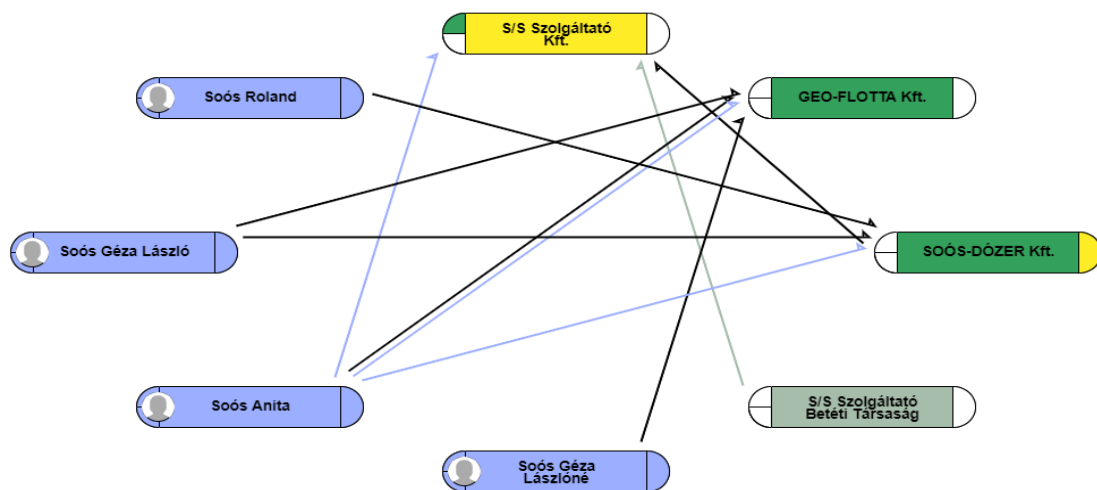 S/S Szolgáltató
Kft.
Soós Roland
GEO-FLOTTA Kft.
Soós Géza László
SOÓS-DÓZER Kft.
Soós Anita
S/S Szolgáltató
Betéti Társaság
Soós Géza
Lászlóné